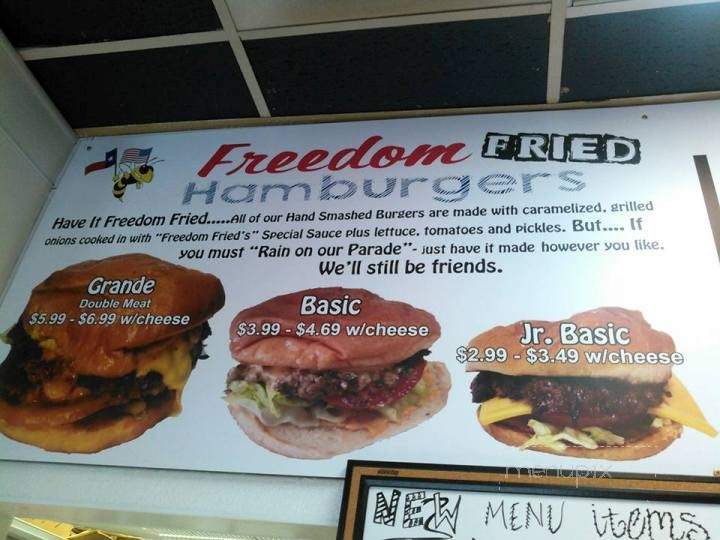 Freedom FRIED
Hamburgers
Have It Freedom Fried.....All of our Hand Smashed Burgers are made with caramelized, grilled
onions cooked in with "Freedom Fried's" Special Sauce plus lettuce, tomatoes and pickles. But.... If
you must "Rain on our Parade"- just have it made however you like.
We'll still be friends.
Grande
Double Meat
$5.99 - $6.99 w/cheese
Basic
$3.99 - $4.69 w/cheese
Jr. Basic
$2.99 - $3.49 w/cheese
menupix
NEW MENU items